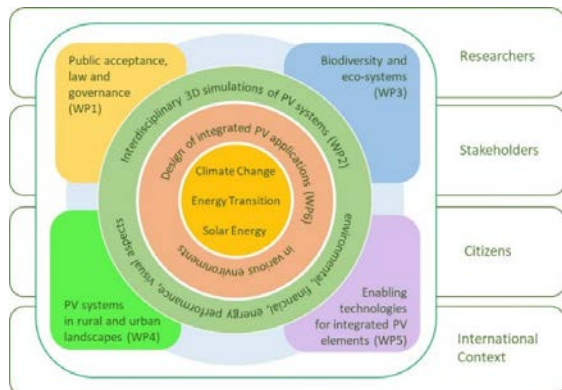 Public acceptance,
law and
governance
(WP1)
Biodiversity and
eco-systems
(WP3)
Researchers
Interdisciplinary 3D simulations of PV systems (WP2)
environmental, financial, energy performance, visual aspects
Design of integrated PV applications (WP6)
in various environments
Climate Change
Energy Transition
Solar Energy
Stakeholders
Citizens
PV systems
in rural and urban
landscapes (WP4)
Enabling
technologies
for integrated PV
elements (WP5)
International
Context